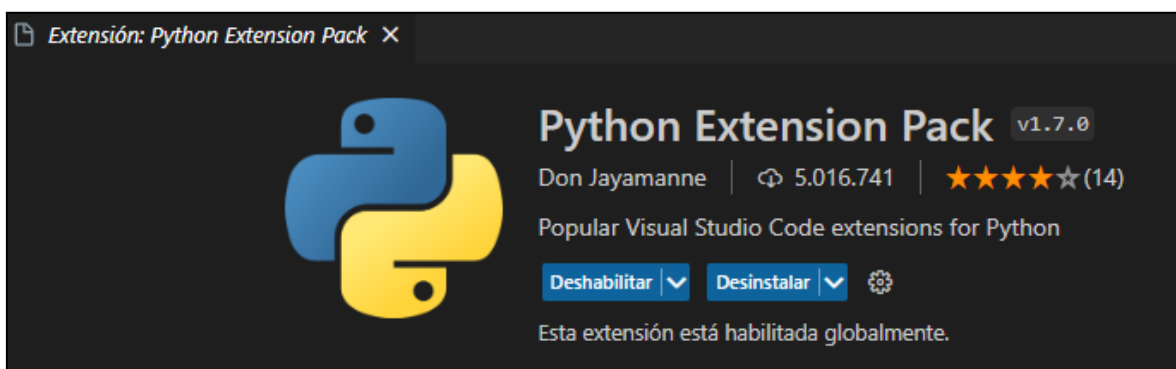 Extensión: Python Extension Pack
Python Extension Pack v1.7.0
Don Jayamanne 5.016.741 (14)
Popular Visual Studio Code extensions for Python
Deshabilitar Desinstalar
Esta extensión está habilitada globalmente.